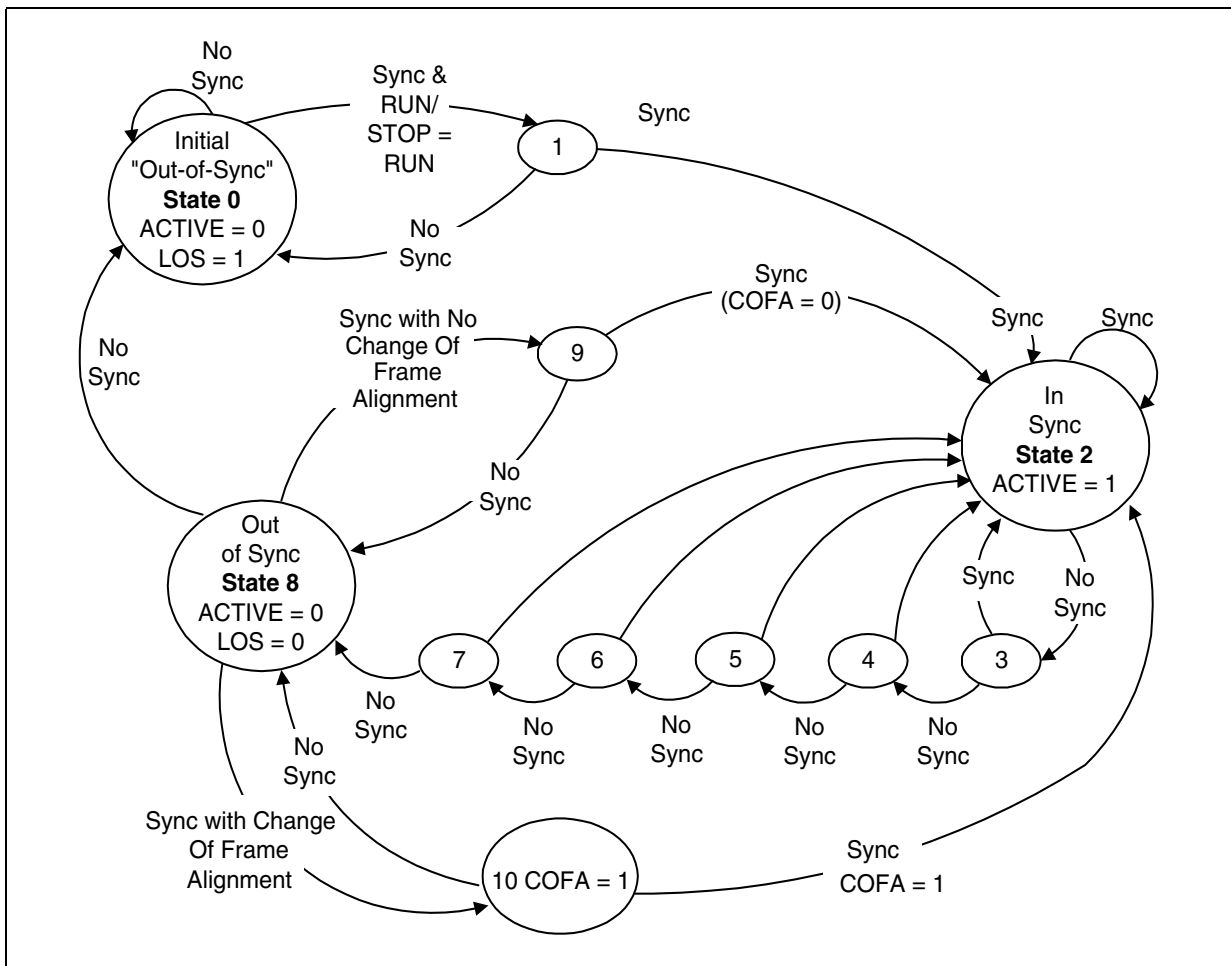 No
Sync
Sync &
RUN/
STOP =
RUN
Sync
Initial
"Out-of-Sync"
State 0
ACTIVE = 0
LOS = 1
1
No
Sync
Sync
(COFA = 0)
Sync
Sync
Sync with No
Change Of
Frame
Alignment
9
No
Sync
In
Sync
State 2
ACTIVE = 1
No
Sync
Out
of Sync
State 8
ACTIVE = 0
LOS = 0
Sync
No
Sync
7
6
5
4
3
No
Sync
No
Sync
No
Sync
No
Sync
No
Sync
No
Sync
Sync with Change
Of Frame
Alignment
10 COFA = 1
Sync
COFA = 1